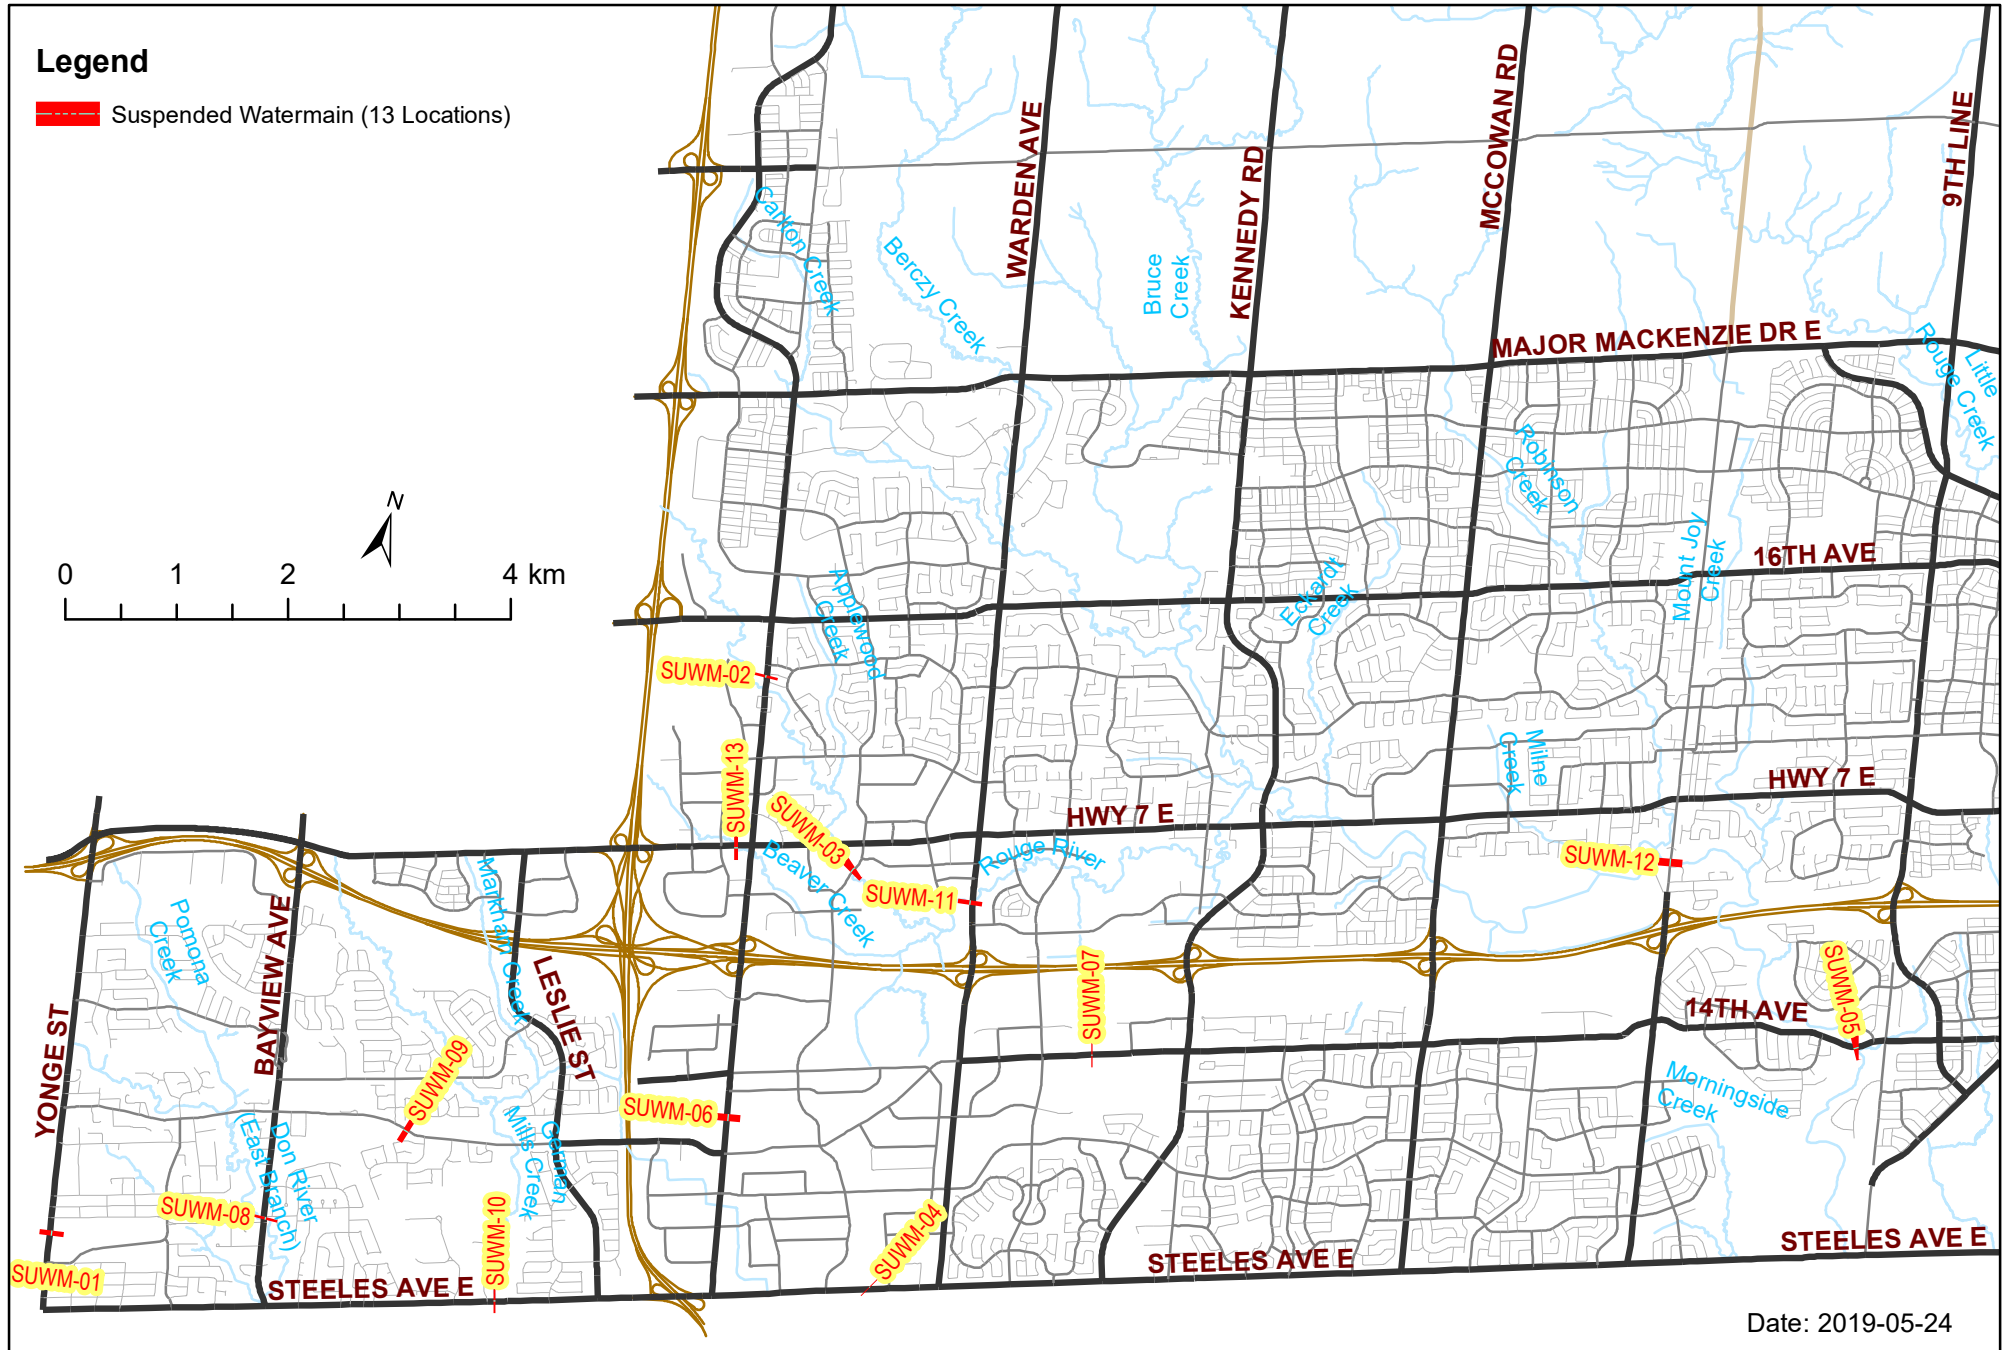 Legend
Suspended Watermain (13 Locations)
WARDEN AVE
KENNEDY RD
MCCOWAN RD
9TH LINE
Carlton Creek
Berczy Creek
Bruce
Creek
MAJOR MACKENZIE DR E
Little
Rouge Creek
Robinson
Creek
N
0 1 2 4 km
Mount Joy
Creek
16TH AVE
Applewood
Creek
Eckardt
Creek
SUWM-02
SUWM-13
SUWM-03
Milne
Creek
HWY 7 E
HWY 7 E
Beaver Creek
Rouge River
SUWM-11
SUWM-12
Markham Creek
Pomona
Creek
BAYVIEW AVE
LESLIE ST
SUWM-07
SUWM-05
14TH AVE
YONGE ST
SUWM-09
SUWM-06
Morningside
Creek
German
Mills Creek
Don River
(East Branch)
SUWM-08
SUWM-10
SUWM-04
SUWM-01
STEELES AVE E
STEELES AVE E
STEELES AVE E
Date: 2019-05-24